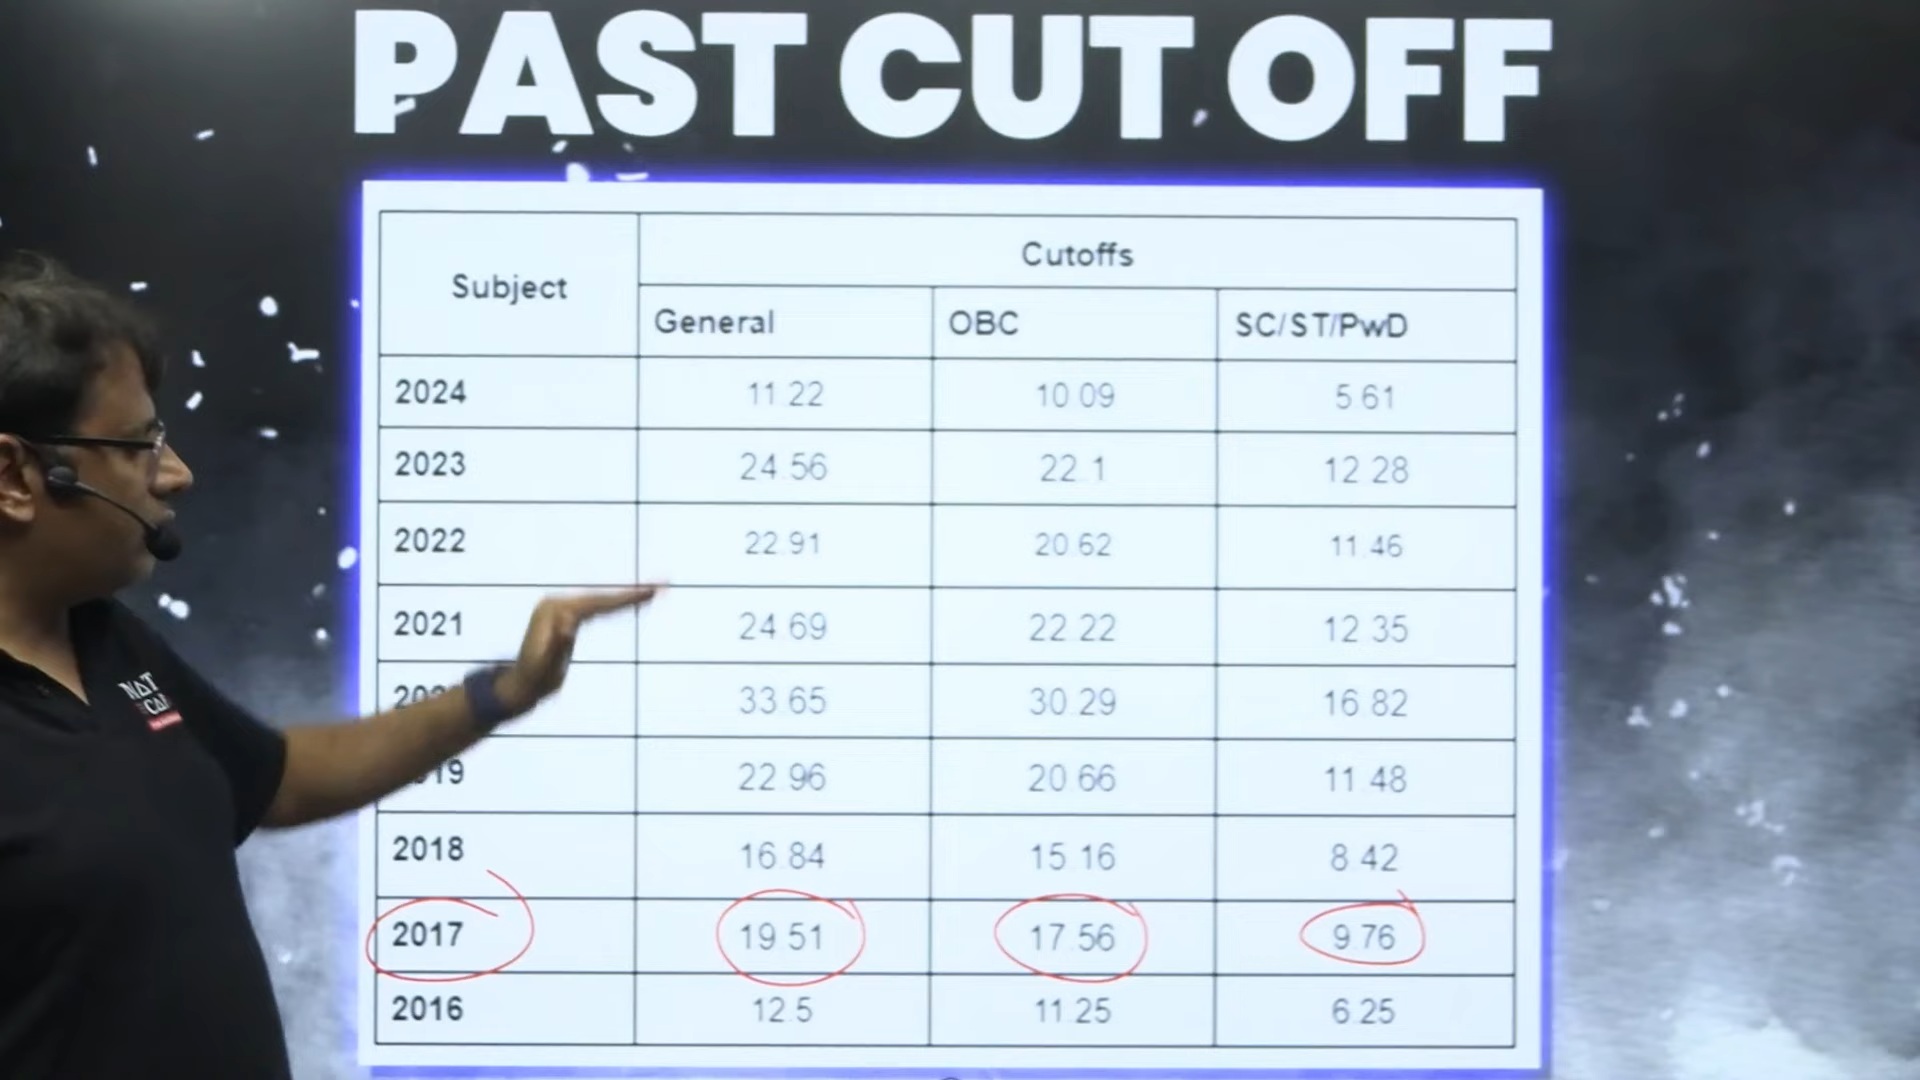 PAST CUT OFF
Subject
Cutoffs
General OBC SC/ST/PwD
2024 11.22 10.09 5.61
2023 24.56 22.1 12.28
2022 22.91 20.62 11.46
2021 24.69 22.22 12.35
33.65 30.29 16.82
19 22.96 20.66 11.48
2018 16.84 15.16 8.42
2017 19.51 17.56 9.76
2016 12.5 11.25 6.25